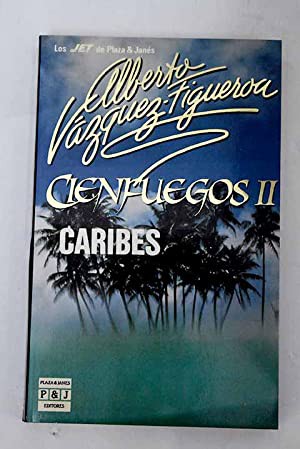 Los JET de Plaza & Janés
Alberto
Vázquez-Figueroa
CIENFUEGOS II
CARIBES
PLAZA & JANES
P&J
EDITORES